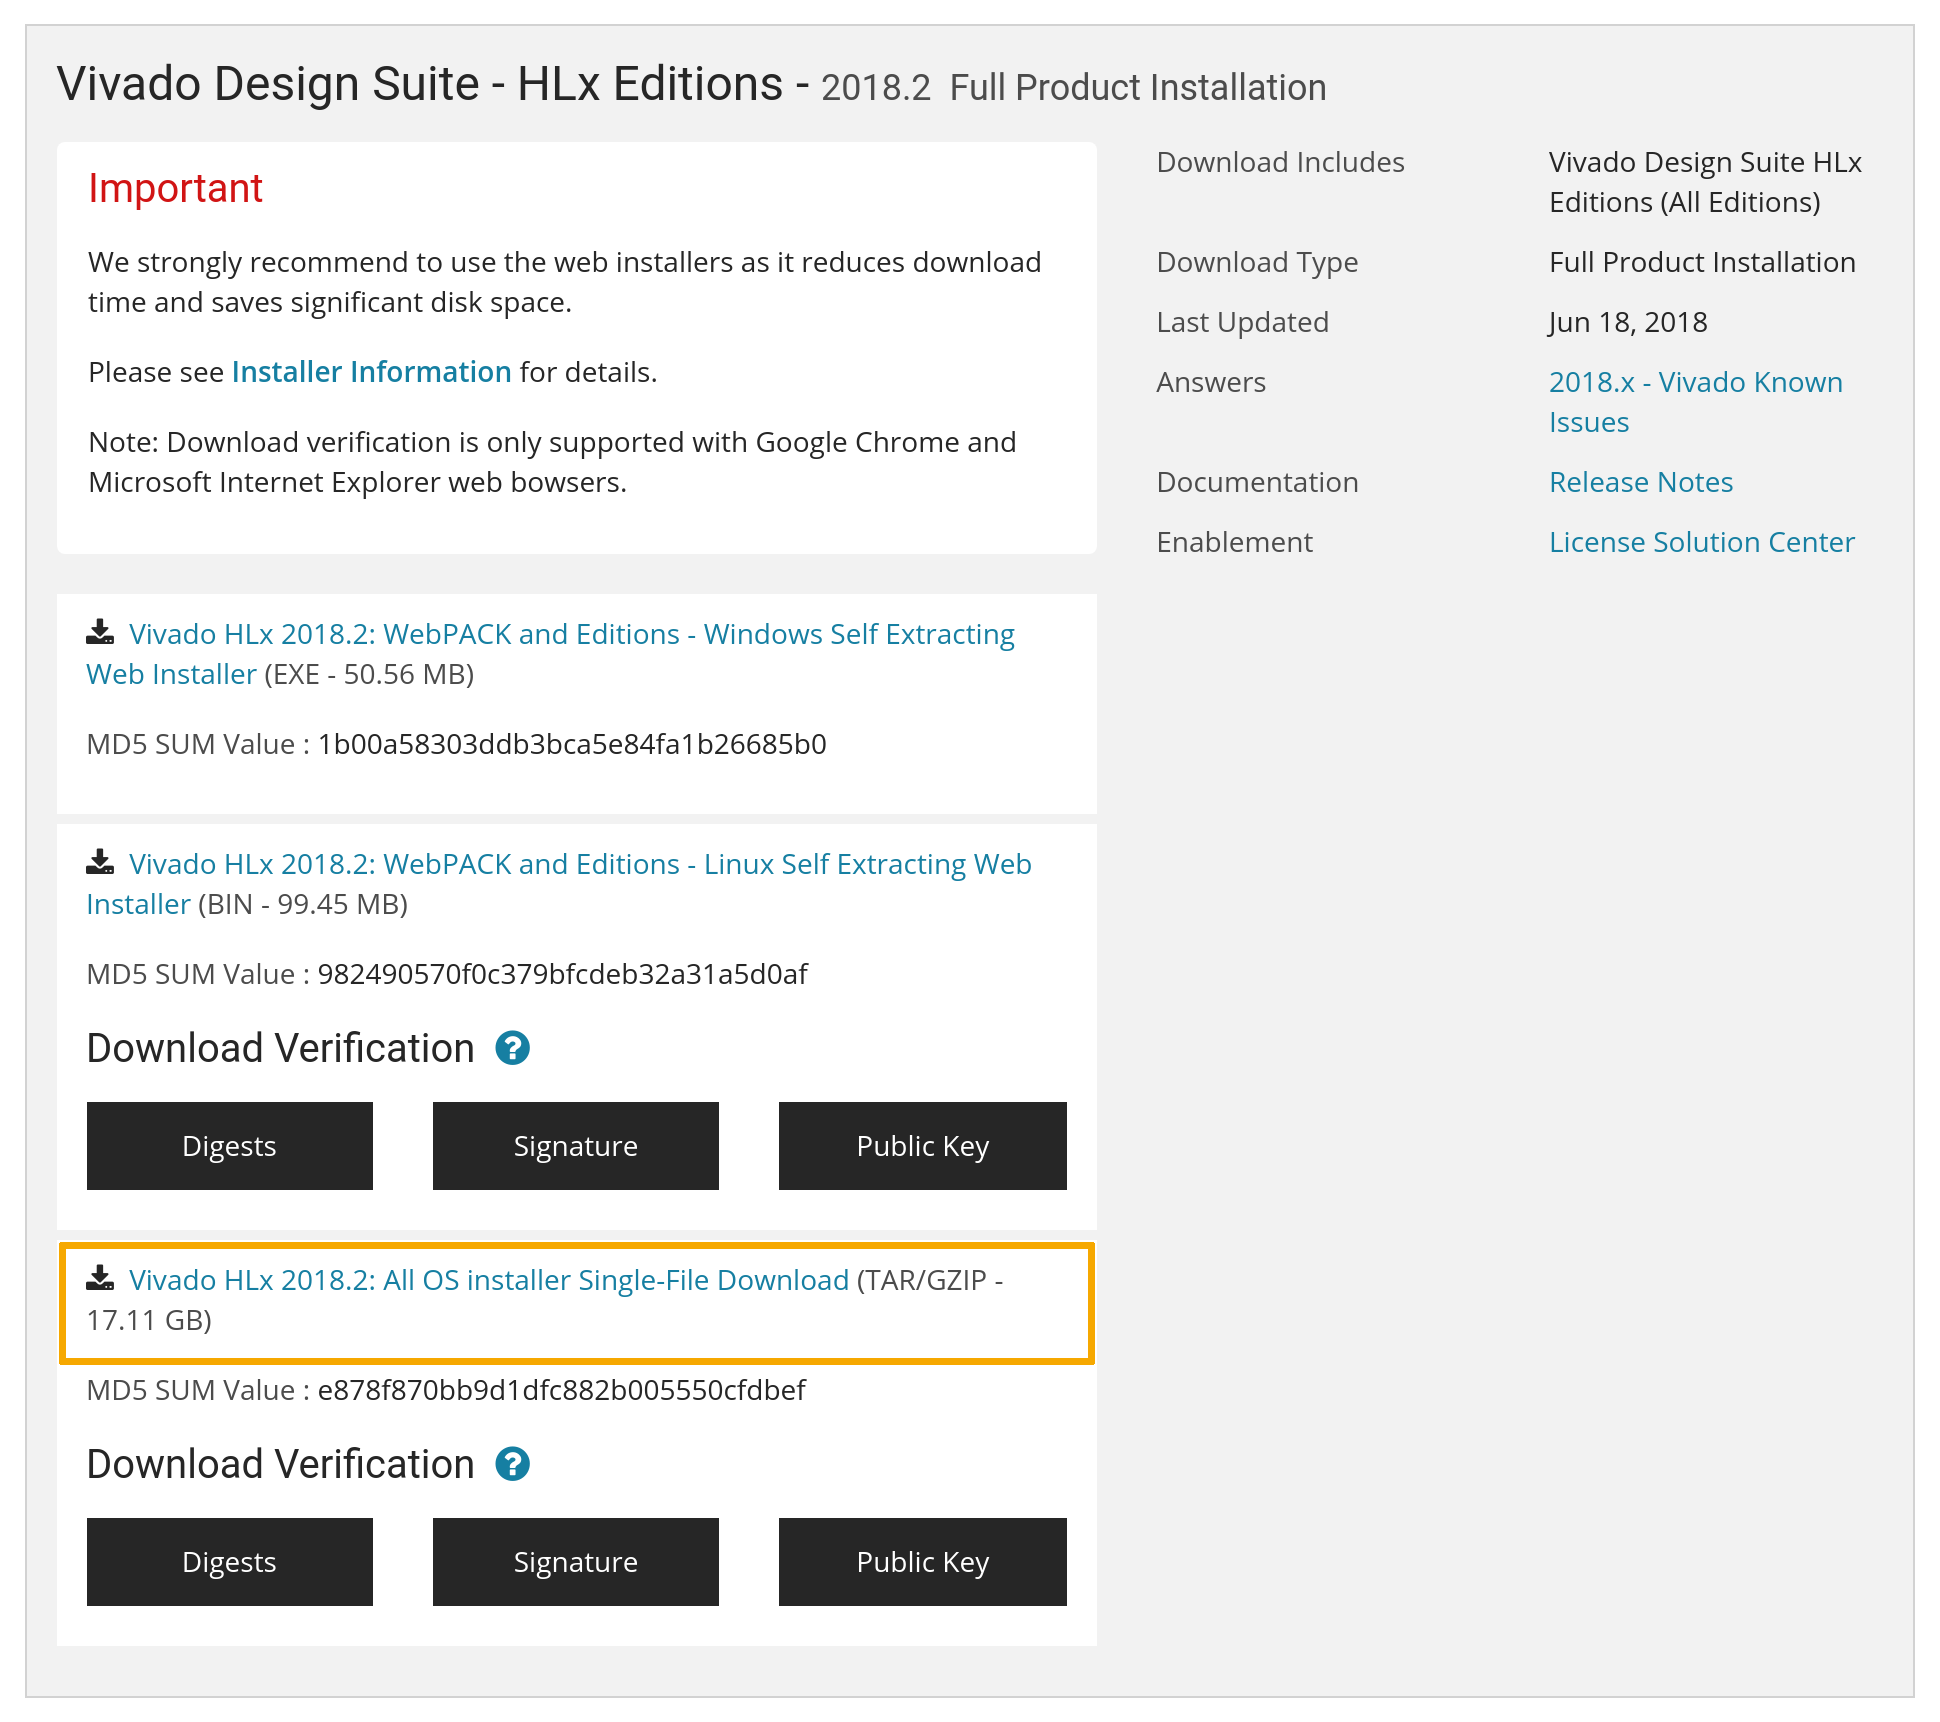 Vivado Design Suite - HLx Editions - 2018.2 Full Product Installation
Important
We strongly recommend to use the web installers as it reduces download
time and saves significant disk space.
Please see Installer Information for details.
Note: Download verification is only supported with Google Chrome and
Microsoft Internet Explorer web bowsers.
Download Includes
Vivado Design Suite HLx
Editions (All Editions)
Download Type
Full Product Installation
Last Updated
Jun 18, 2018
Answers
2018.x - Vivado Known
Issues
Documentation
Release Notes
Enablement
License Solution Center
Vivado HLx 2018.2: WebPACK and Editions - Windows Self Extracting
Web Installer (EXE - 50.56 MB)
MD5 SUM Value : 1b00a58303ddb3bca5e84fa1b26685b0
Vivado HLx 2018.2: WebPACK and Editions - Linux Self Extracting Web
Installer (BIN - 99.45 MB)
MD5 SUM Value : 982490570f0c379bfcdeb32a31a5d0af
Download Verification ?
Digests
Signature
Public Key
Vivado HLx 2018.2: All OS installer Single-File Download (TAR/GZIP -
17.11 GB)
MD5 SUM Value : e878f870bb9d1dfc882b005550cfdbef
Download Verification ?
Digests
Signature
Public Key